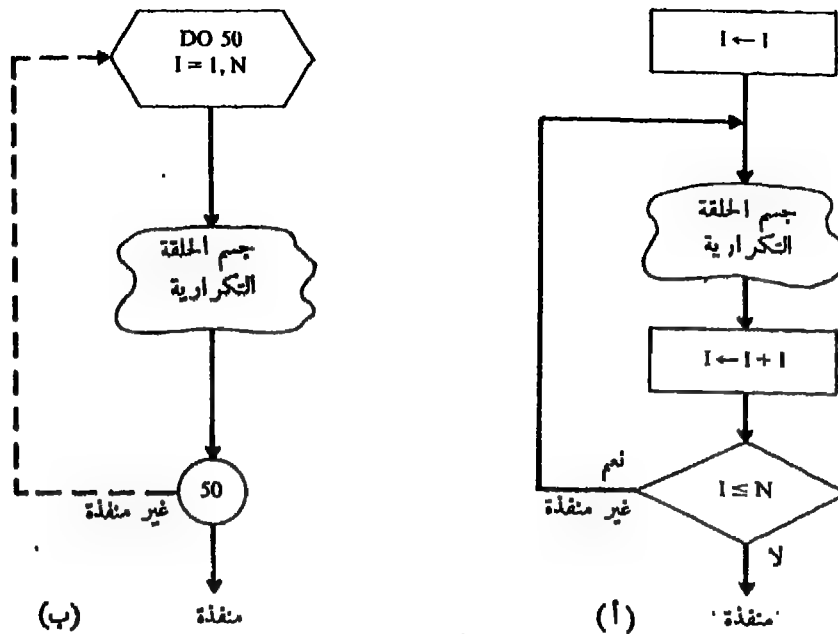 I ← 1
جسم الحلقة
التكرارية
I ← I + 1
I ≤ N
نعم
غير منفذة
لا
منفذة
(أ)
DO 50
I = 1, N
جسم الحلقة
التكرارية
50
غير منفذة
منفذة
(ب)